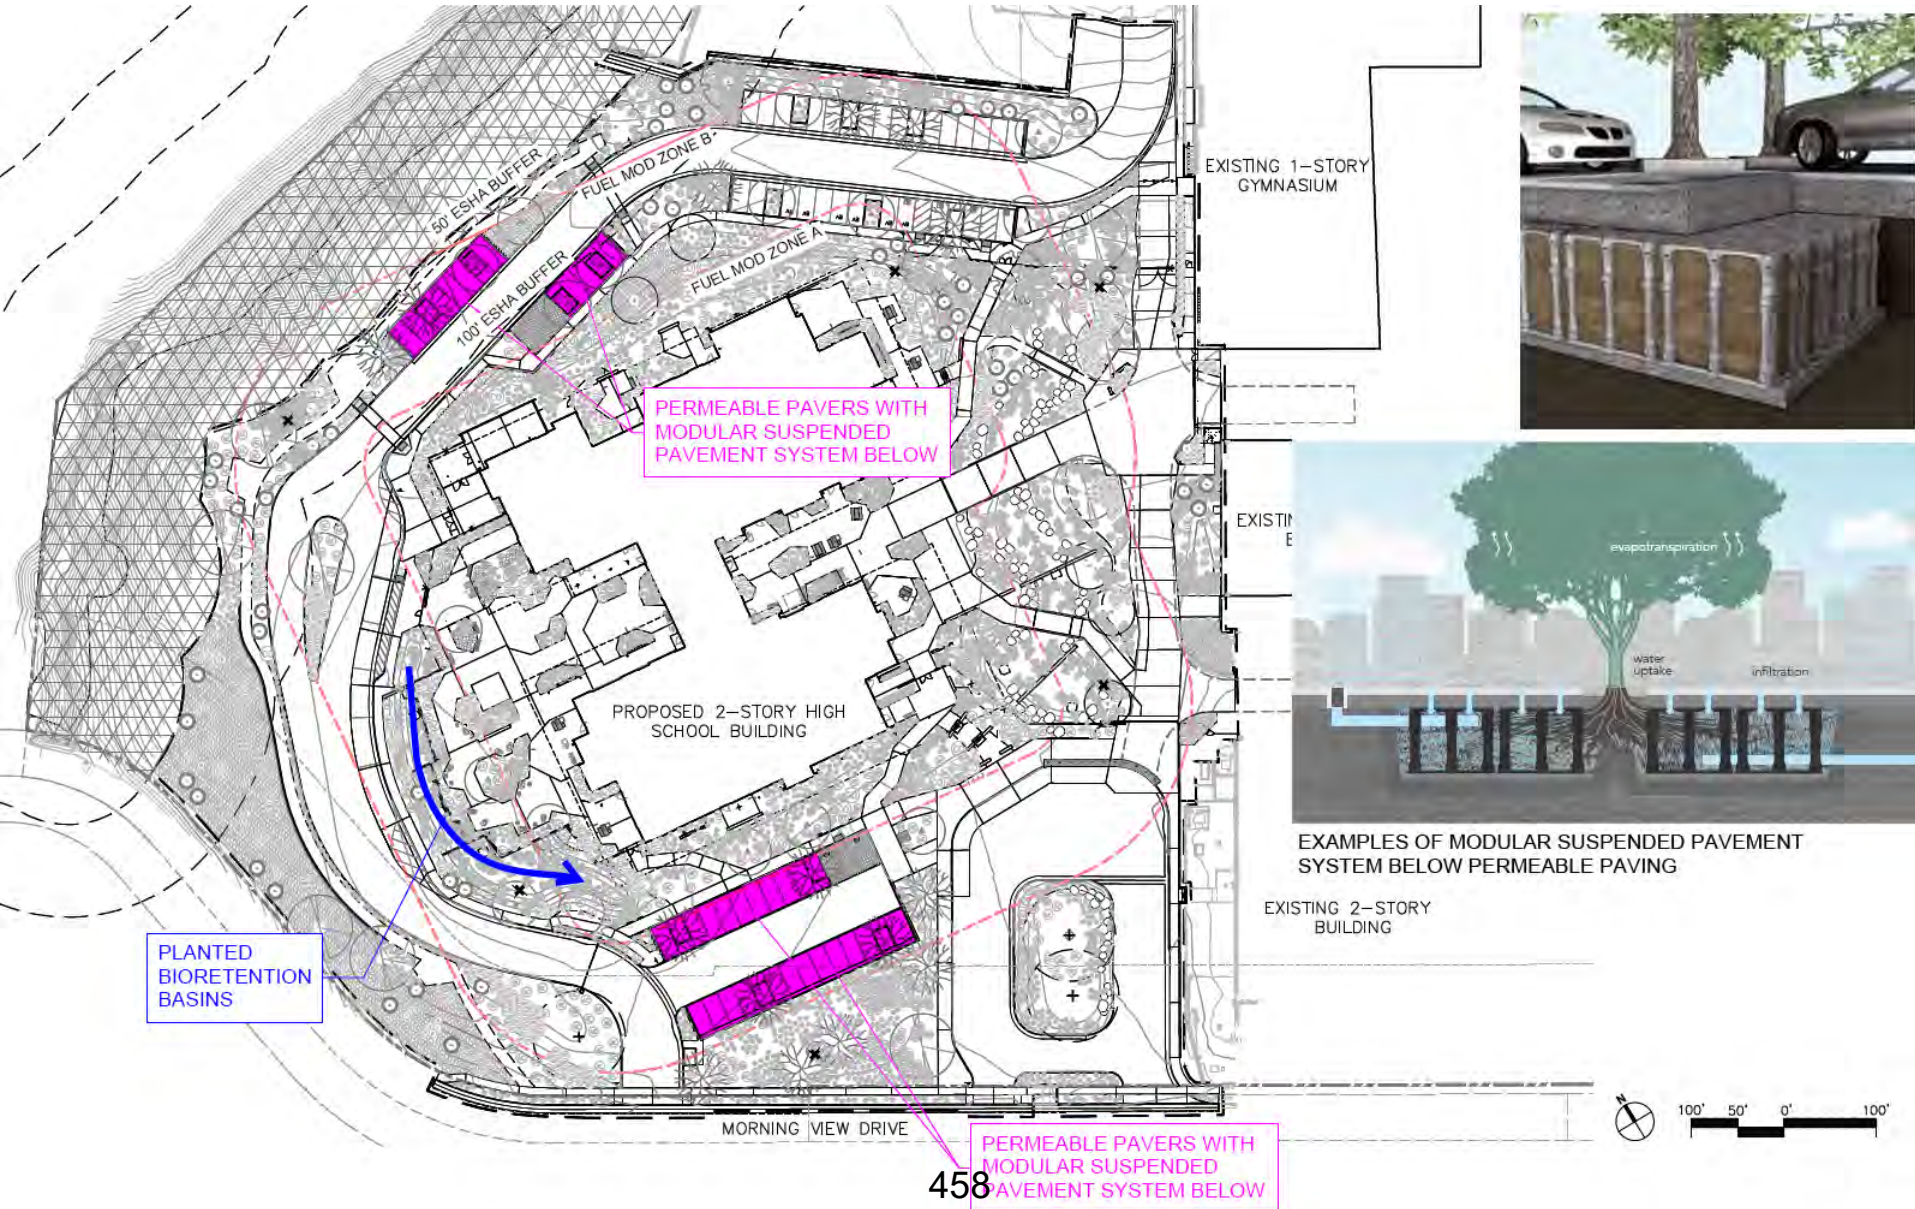 EXISTING 1-STORY
GYMNASIUM
50' ESHA BUFFER
FUEL MOD ZONE B
100' ESHA BUFFER
FUEL MOD ZONE A
PERMEABLE PAVERS WITH
MODULAR SUSPENDED
PAVEMENT SYSTEM BELOW
EXISTIN
E
evapotranspiration
water
uptake
infiltration
PROPOSED 2-STORY HIGH
SCHOOL BUILDING
EXAMPLES OF MODULAR SUSPENDED PAVEMENT
SYSTEM BELOW PERMEABLE PAVING
EXISTING 2-STORY
BUILDING
PLANTED
BIORETENTION
BASINS
N
100' 50' 0' 100'
MORNING VIEW DRIVE
PERMEABLE PAVERS WITH
MODULAR SUSPENDED
PAVEMENT SYSTEM BELOW
458